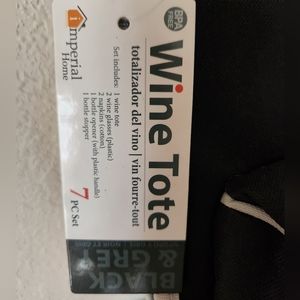 BPA
FREE
Wine Tote
totalizador del vino | vin fourre-tout
imperial
Home
Set includes:
1 wine tote
2 wine glasses (plastic)
2 napkins (cotton)
1 bottle opener (with plastic handle)
1 bottle stopper
7 PC Set
BLACK
& GREY